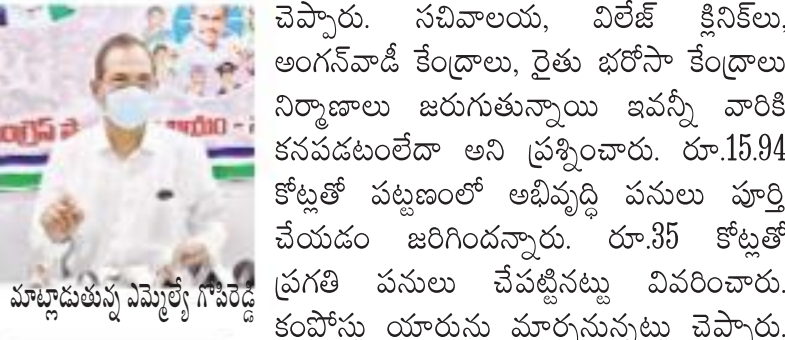 చెప్పారు. సచివాలయ, విలేజ్ క్లినిక్‌లు,
అంగన్‌వాడీ కేంద్రాలు, రైతు భరోసా కేంద్రాలు
నిర్మాణాలు జరుగుతున్నాయి ఇవన్నీ వారికి
కనపడటంలేదా అని ప్రశ్నించారు. రూ.15.94
కోట్లతో పట్టణంలో అభివృద్ధి పనులు పూర్తి
చేయడం జరిగిందన్నారు. రూ.35 కోట్లతో
ప్రగతి పనులు చేపట్టినట్టు వివరించారు.
కంపోసు యార్డును మార్చనున్నట్టు చెప్పారు.
మాట్లాడుతున్న ఎమ్మెల్యే గోపిరెడ్డి